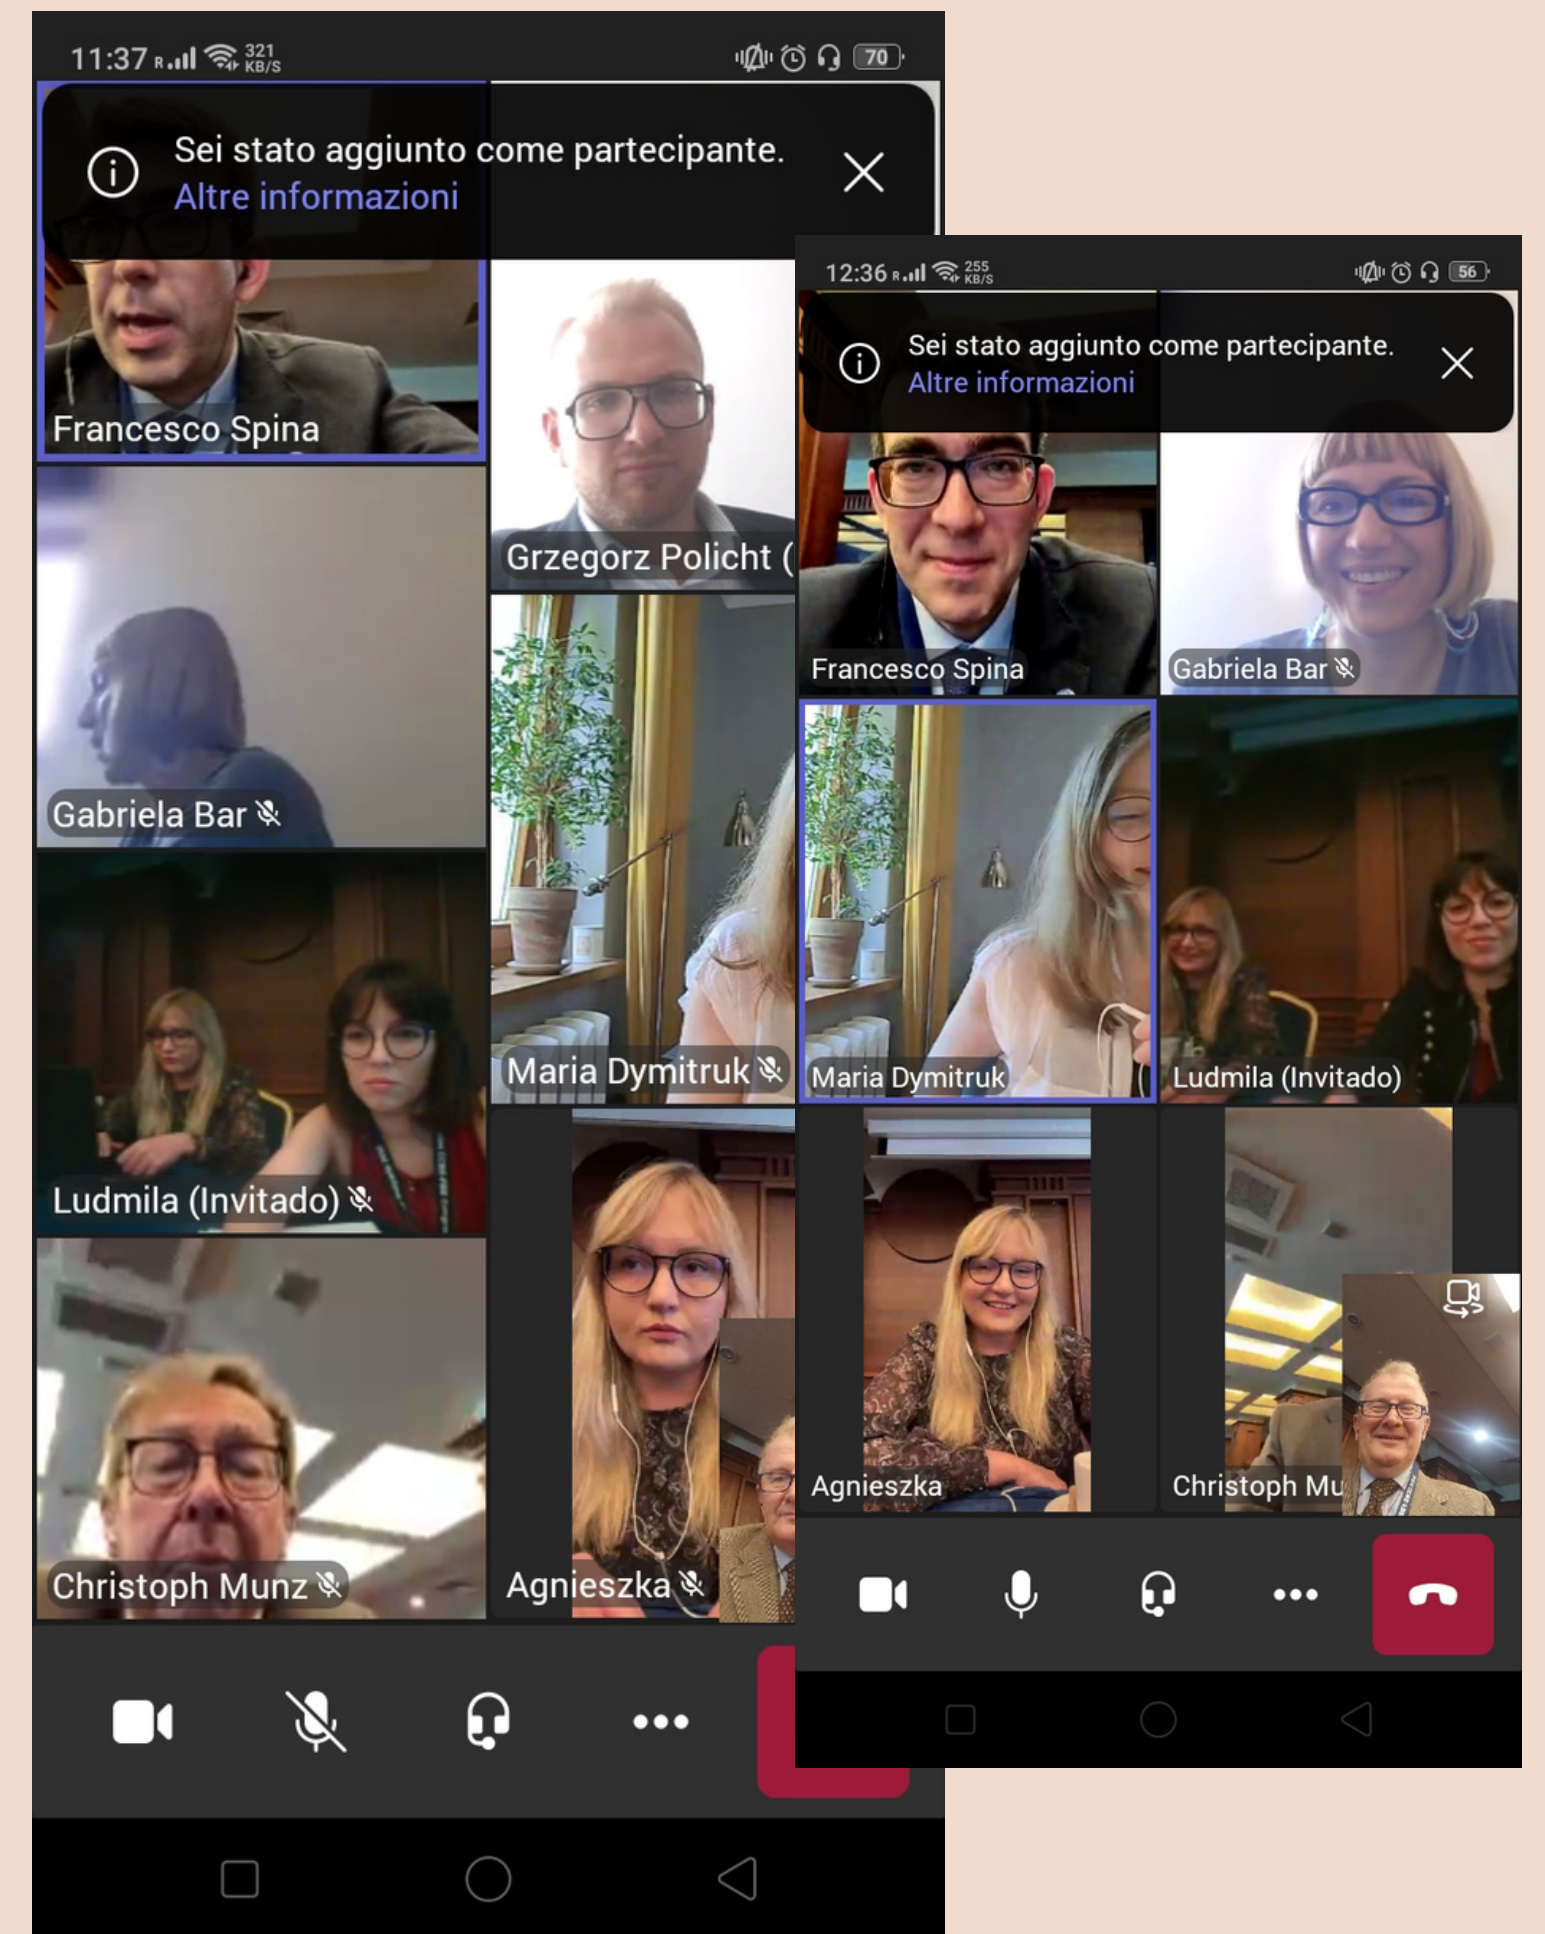 11:37 R 321
KB/S
70
Sei stato aggiunto come partecipante.
Altre informazioni
Francesco Spina
Grzegorz Policht (
Gabriela Bar
Maria Dymitruk
Ludmila (Invitado)
Christoph Munz
Agnieszka
12:36 R 255
KB/S
56
Sei stato aggiunto come partecipante.
Altre informazioni
Francesco Spina
Gabriela Bar
Maria Dymitruk
Ludmila (Invitado)
Agnieszka
Christoph Mu